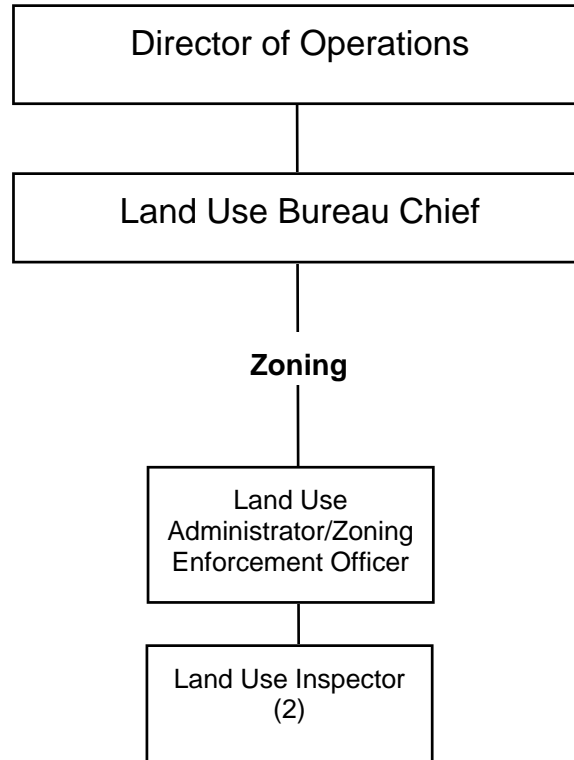 Director of Operations
Land Use Bureau Chief
Zoning
Land Use
Administrator/Zoning
Enforcement Officer
Land Use Inspector
(2)